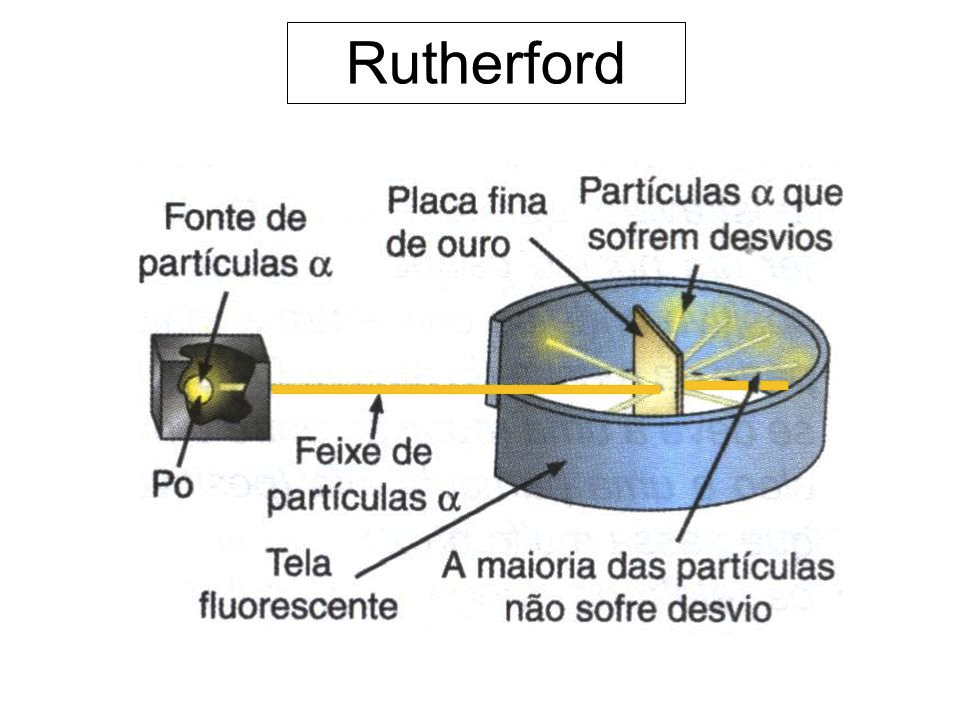 Rutherford
Fonte de
partículas α
Placa fina
de ouro
Partículas α que
sofrem desvios
Po
Feixe de
partículas α
Tela
fluorescente
A maioria das partículas
não sofre desvio